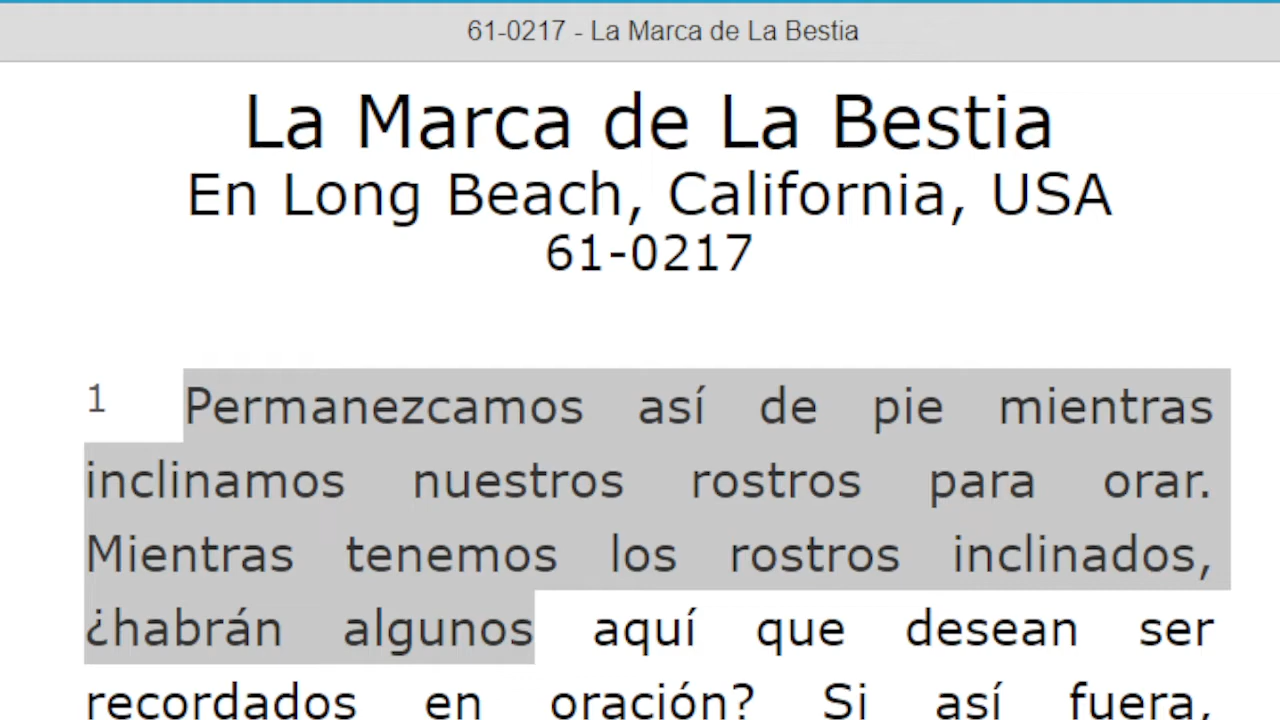 61-0217 - La Marca de La Bestia
La Marca de La Bestia
En Long Beach, California, USA
61-0217
1 Permanezcamos así de pie mientras
inclinamos nuestros rostros para orar.
Mientras tenemos los rostros inclinados,
¿habrán algunos aquí que desean ser
recordados en oración? Si así fuera,